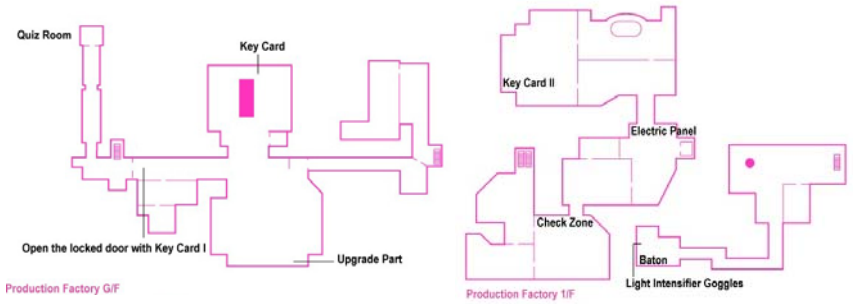 Quiz Room
Key Card
Open the locked door with Key Card I
Upgrade Part
Production Factory G/F
Key Card II
Electric Panel
Check Zone
Baton
Light Intensifier Goggles
Production Factory 1/F